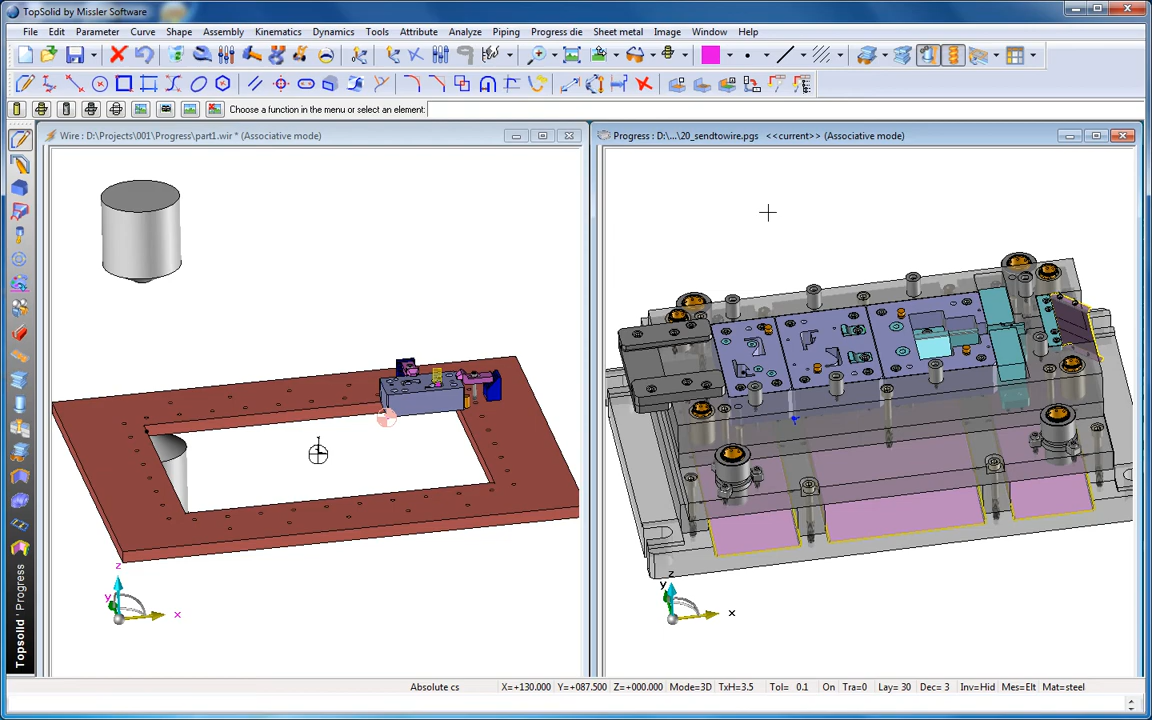 TopSolid by Missler Software
File Edit Parameter Curve Shape Assembly Kinematics Dynamics Tools Attribute Analyze Piping Progress die Sheet metal Image Window Help
Choose a function in the menu or select an element:
Wire : D:\Projects\001\Progress\part1.wir * (Associative mode)
Progress : D:\...\20_sendtowire.pgs <<current>> (Associative mode)
z
y
x
z
y
x
Topsolid ' Progress
Absolute cs X=+130.000 Y=+087.500 Z=+000.000 Mode=3D TxH=3.5 Tol= 0.1 On Tra=0 Lay= 30 Dec= 3 Inv=Hid Mes=Elt Mat=steel